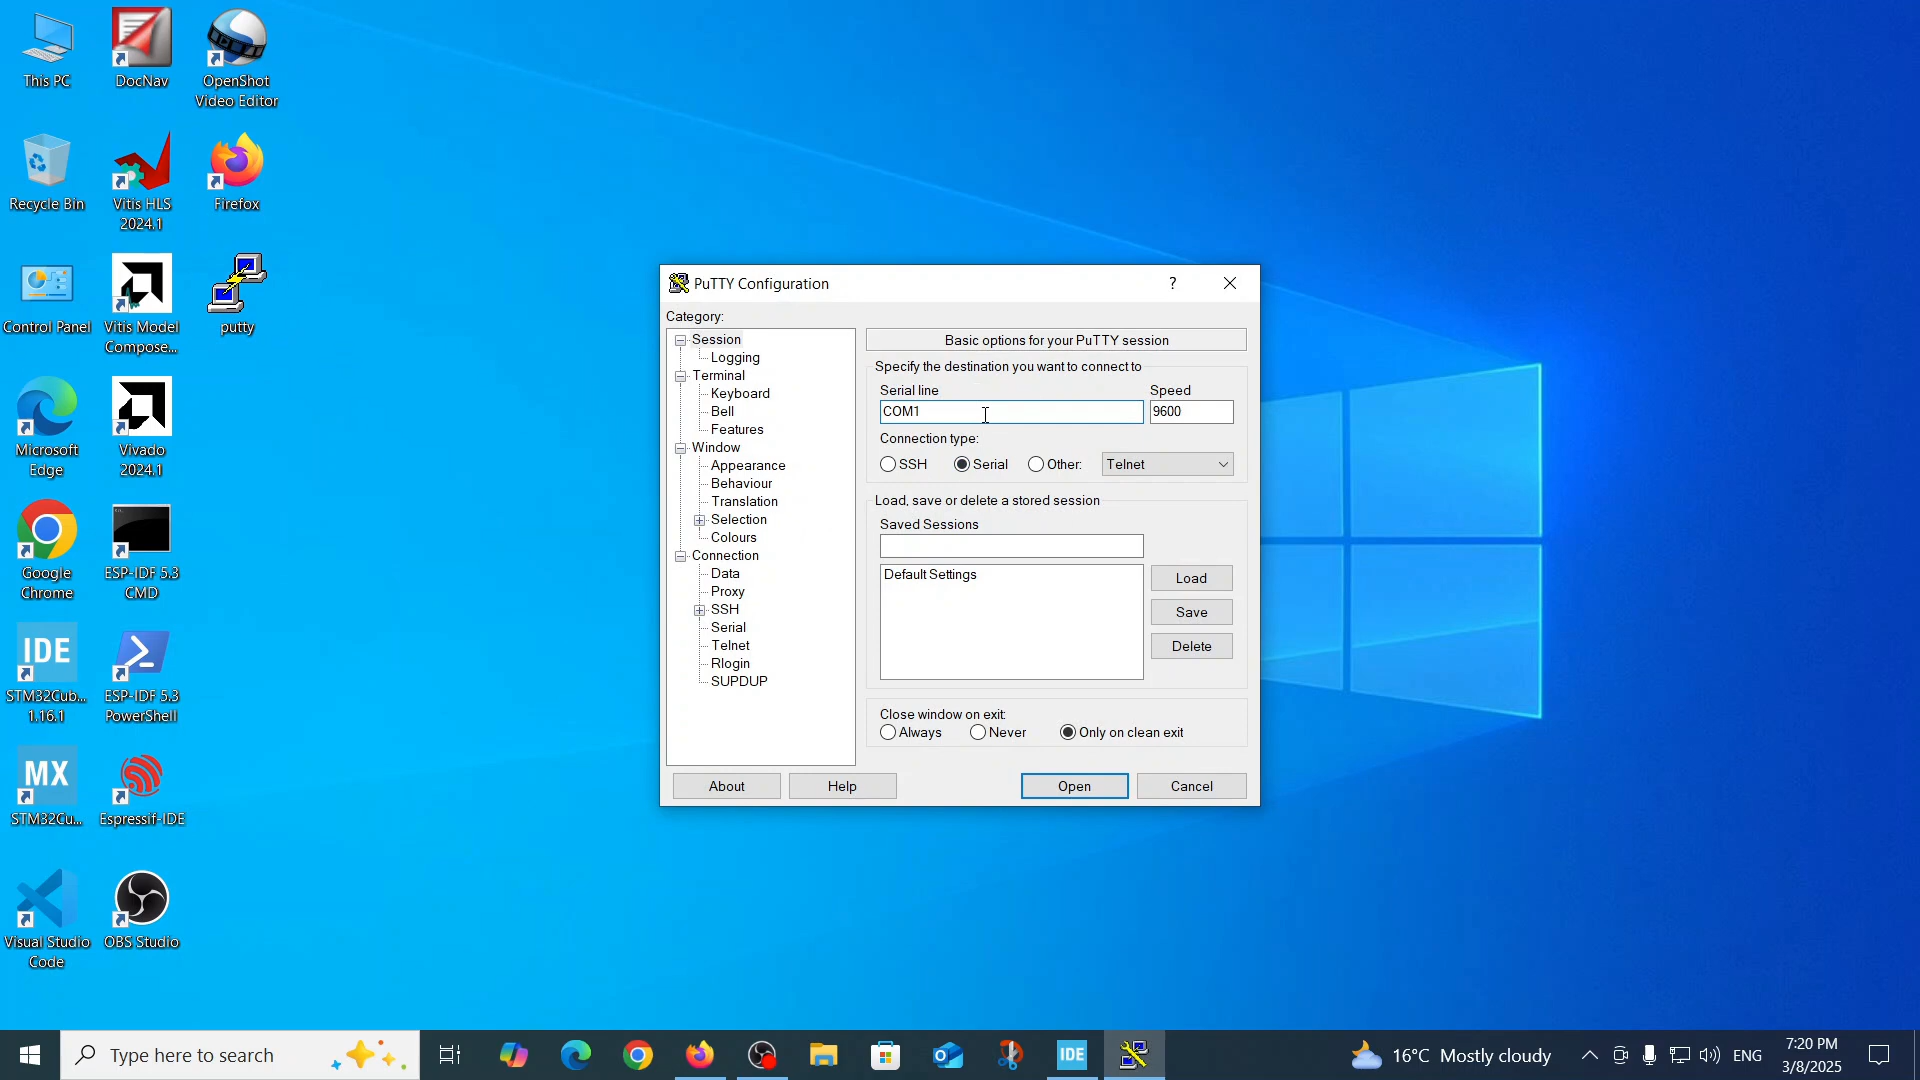 This PC
DocNav
OpenShot
Video Editor
Recycle Bin
Vitis HLS
2024.1
Firefox
Control Panel
Vitis Model
Compose...
putty
Microsoft
Edge
Vivado
2024.1
Google
Chrome
ESP-IDF 5.3
CMD
IDE
STM32Cub...
1.16.1
ESP-IDF 5.3
PowerShell
MX
STM32Cu...
Espressif-IDE
Visual Studio
Code
OBS Studio
PuTTY Configuration
?
Category:
Session
Logging
Terminal
Keyboard
Bell
Features
Window
Appearance
Behaviour
Translation
Selection
Colours
Connection
Data
Proxy
SSH
Serial
Telnet
Rlogin
SUPDUP
Basic options for your PuTTY session
Specify the destination you want to connect to
Serial line
Speed
COM1
9600
Connection type:
SSH
Serial
Other:
Telnet
Load, save or delete a stored session
Saved Sessions
Default Settings
Load
Save
Delete
Close window on exit:
Always
Never
Only on clean exit
About
Help
Open
Cancel
Type here to search
IDE
16°C Mostly cloudy
ENG
7:20 PM
3/8/2025